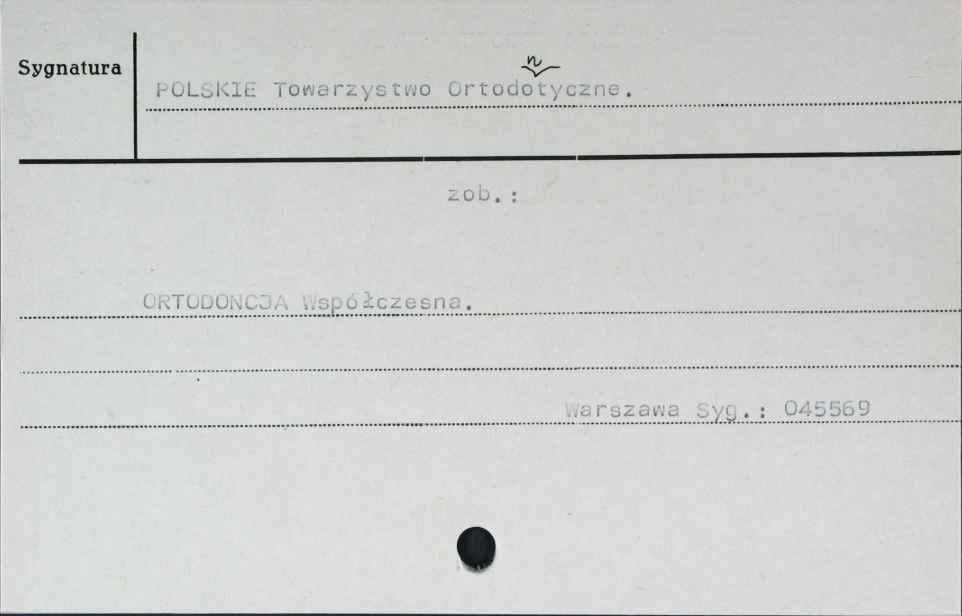 Sygnatura
n
POLSKIE Towarzystwo Ortodotyczne.
zob.:
ORTODONCJA Współczesna.
Warszawa Syg.: 045569